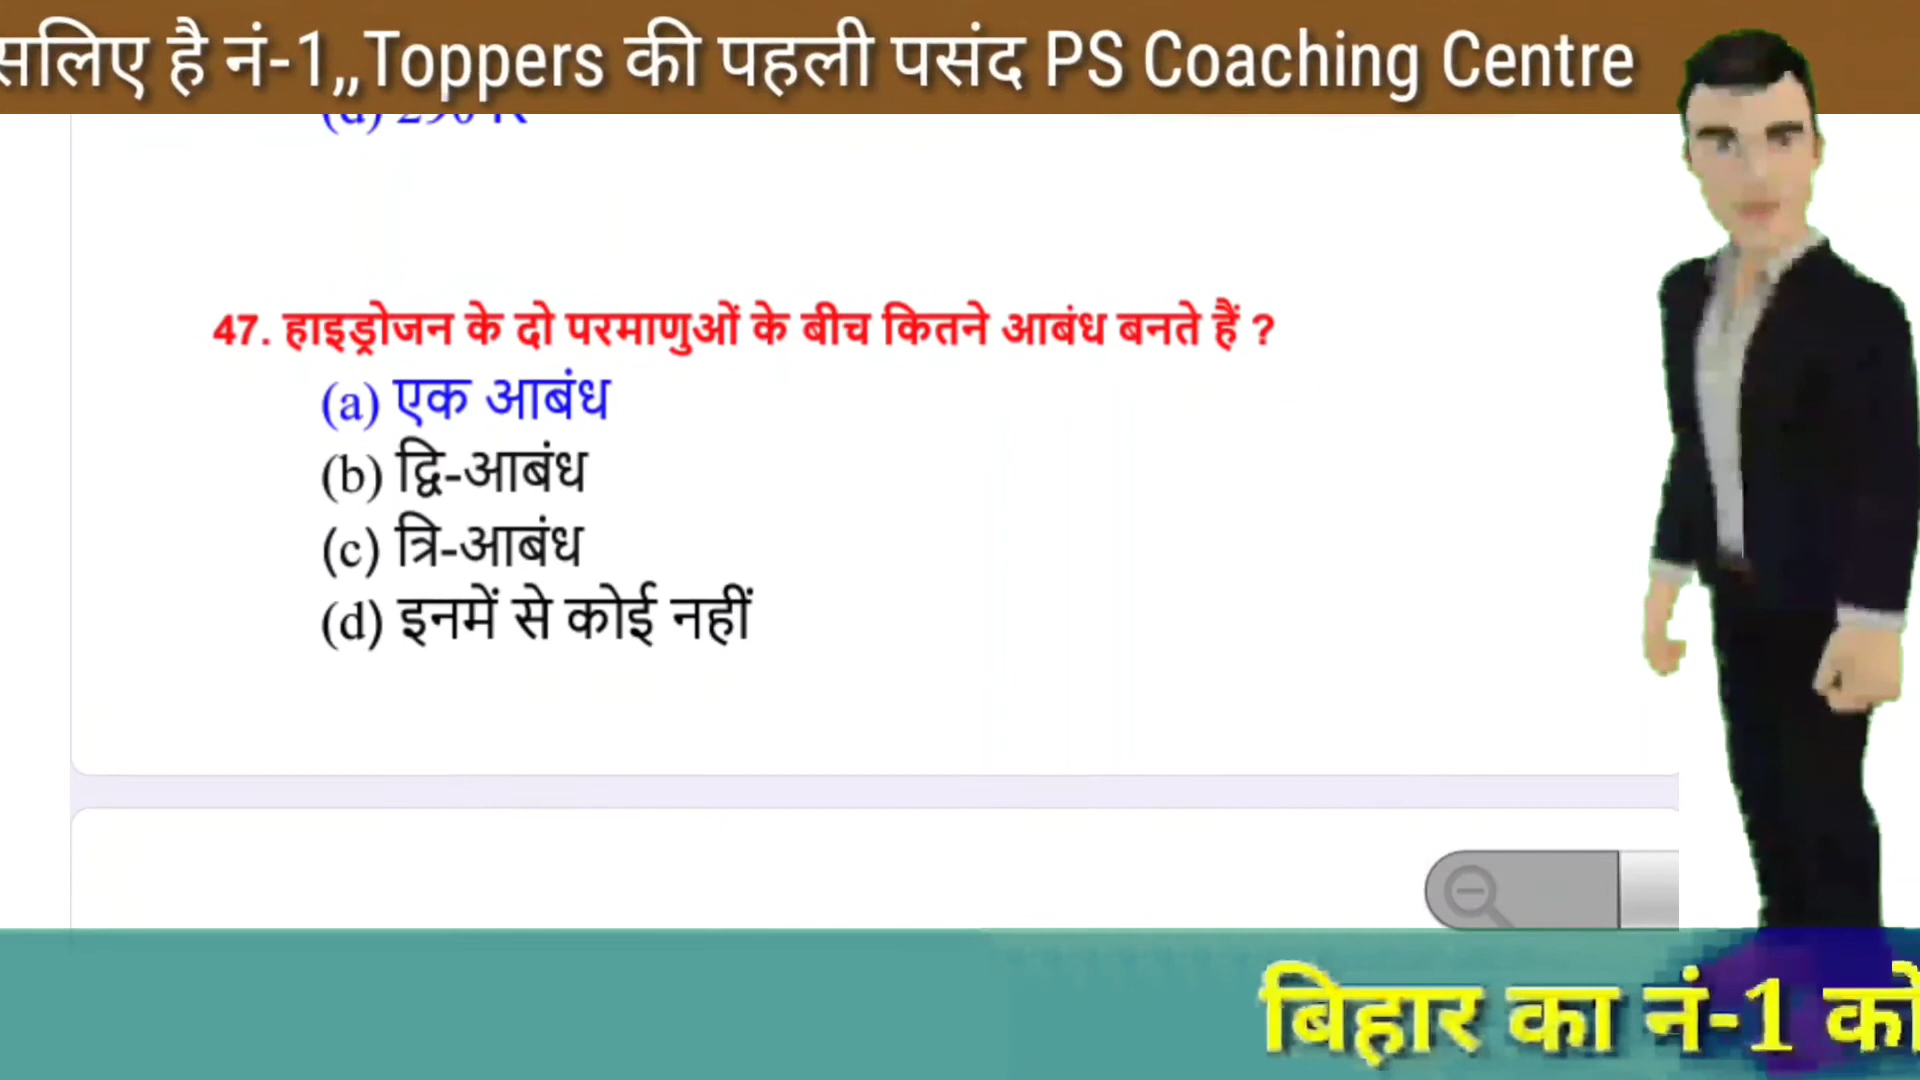 है नं-1,,Toppers की पहली पसंद PS Coaching Centre
47. हाइड्रोजन के दो परमाणुओं के बीच कितने आबंध बनते हैं ?
(a) एक आबंध
(b) द्वि-आबंध
(c) त्रि-आबंध
(d) इनमें से कोई नहीं
बिहार का नं-1